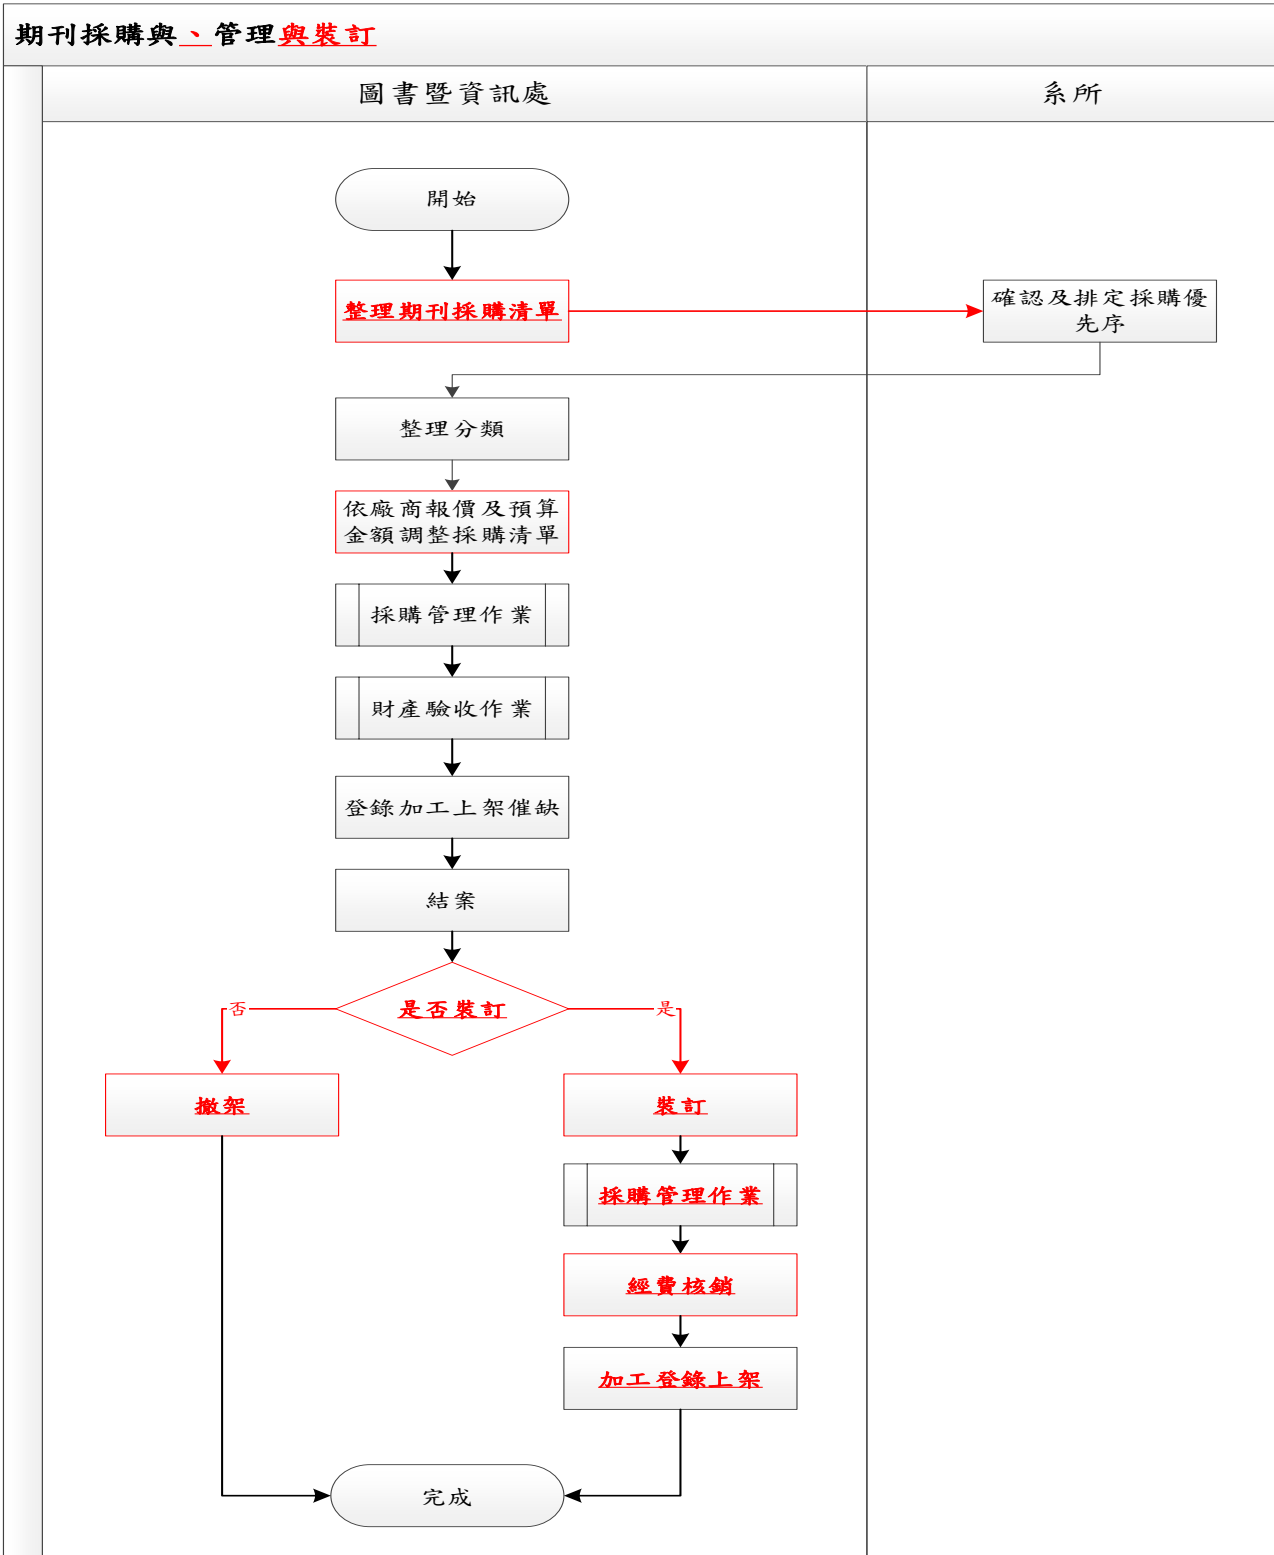 期刊採購與、管理與裝訂
圖書暨資訊處
系所
開始
整理期刊採購清單
確認及排定採購優
先序
整理分類
依廠商報價及預算
金額調整採購清單
採購管理作業
財產驗收作業
登錄加工上架催缺
結案
是否裝訂
否
是
撤架
裝訂
採購管理作業
經費核銷
加工登錄上架
完成